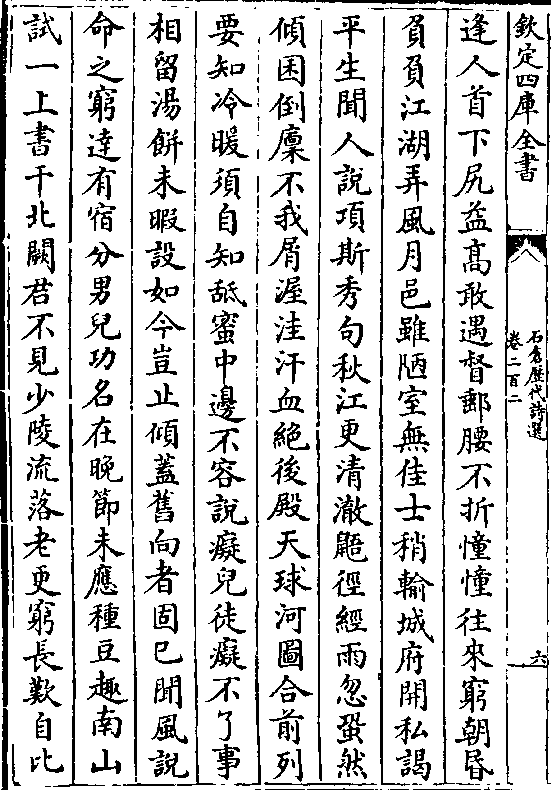 欽定四庫全書
石倉歴代詩選
卷二百二
六
逢人首下尻益高敢遇督郵腰不折憧憧往來窮朝昏
負負江湖弄風月邑雖陋室無佳士稍輸城府開私謁
平生聞人說項斯秀句秋江更清澈鼯徑經雨忽蛩然
傾囷倒廩不我屑渥洼汗血絶後殿天球河圖合前列
要知冷暖須自知䑛蜜中邊不容說癡兒徒癡不了事
相留湯餅未暇設如今豈止傾蓋舊向者固已聞風說
命之窮達有宿分男兒功名在晚節未應種豆趣南山
試一上書干北闕君不見少陵流落老更窮長歎自比